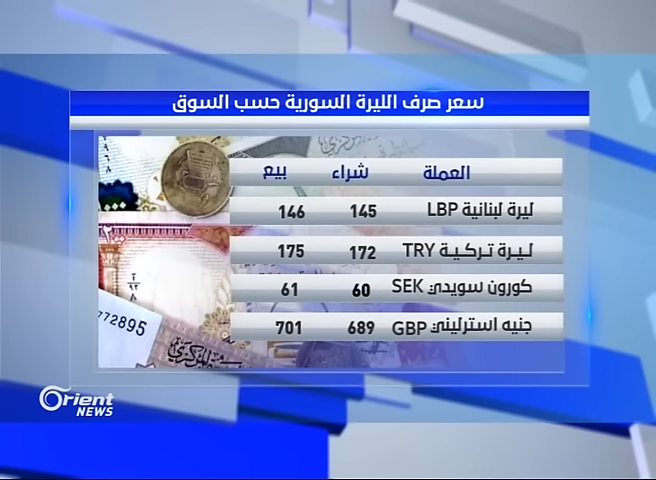 سعر صرف الليرة السورية حسب السوق
العملة شراء بيع
ليرة لبنانية LBP 145 146
ليرة تركية TRY 172 175
كورون سويدي SEK 60 61
جنيه استرليني GBP 689 701
772895
Orient
NEWS